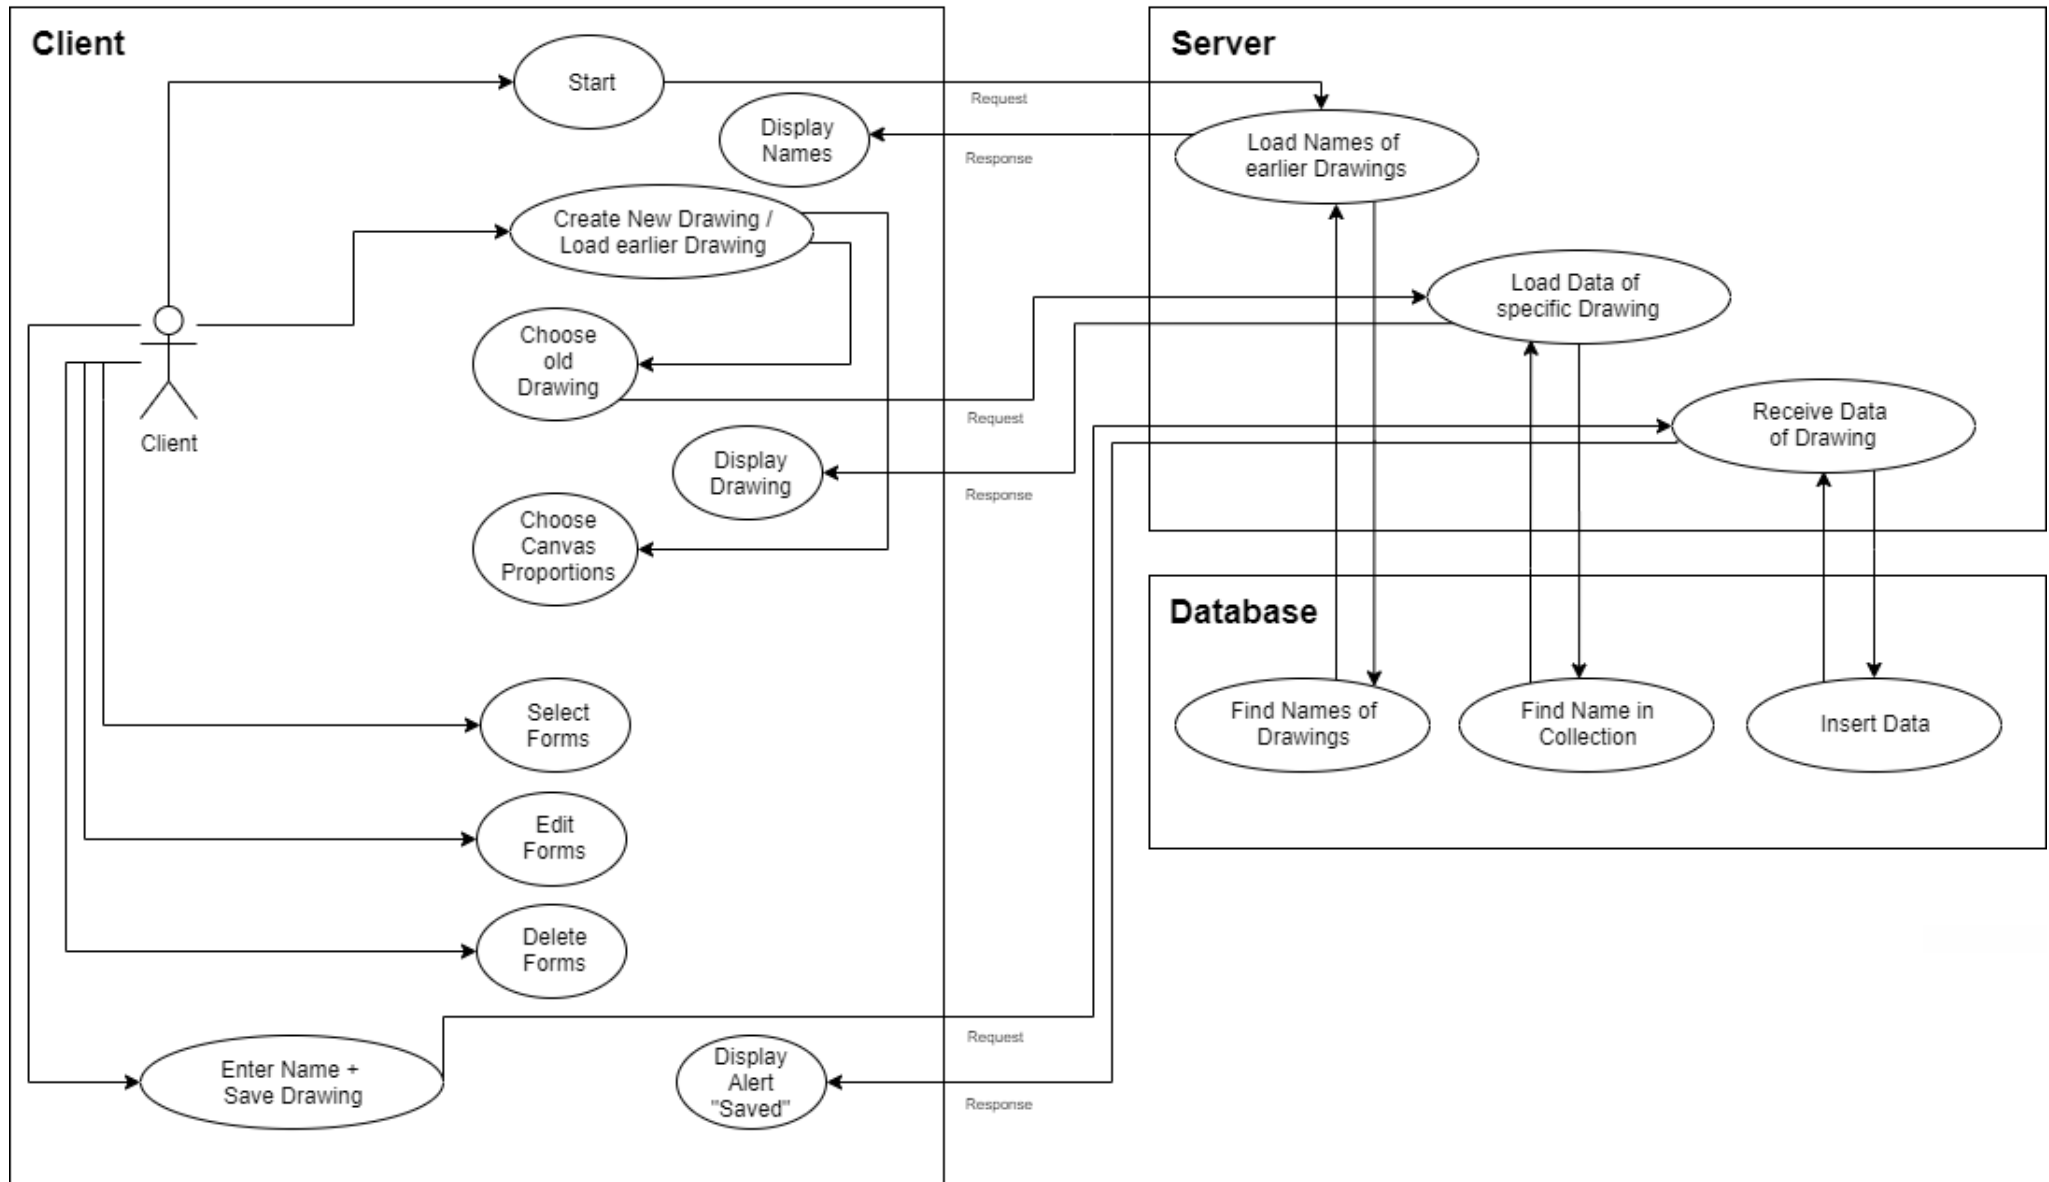 Client
Start
Display
Names
Create New Drawing /
Load earlier Drawing
Choose
old
Drawing
Client
Display
Drawing
Choose
Canvas
Proportions
Select
Forms
Edit
Forms
Delete
Forms
Enter Name +
Save Drawing
Display
Alert
"Saved"
Request
Response
Request
Response
Request
Response
Server
Load Names of
earlier Drawings
Load Data of
specific Drawing
Receive Data
of Drawing
Database
Find Names of
Drawings
Find Name in
Collection
Insert Data